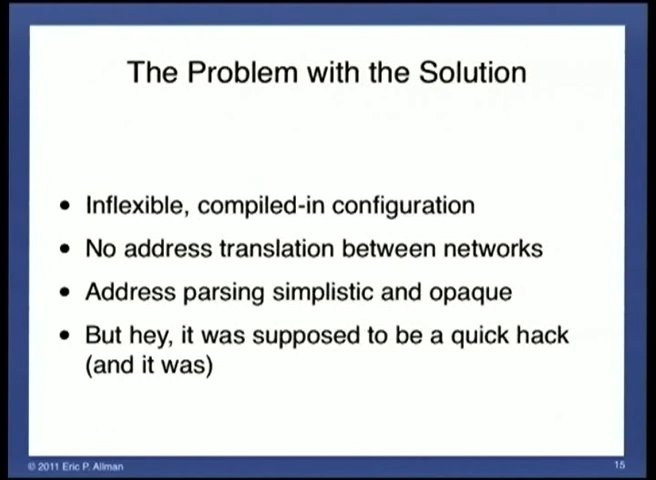 The Problem with the Solution
• Inflexible, compiled-in configuration
• No address translation between networks
• Address parsing simplistic and opaque
• But hey, it was supposed to be a quick hack
(and it was)
© 2011 Eric P. Allman
15